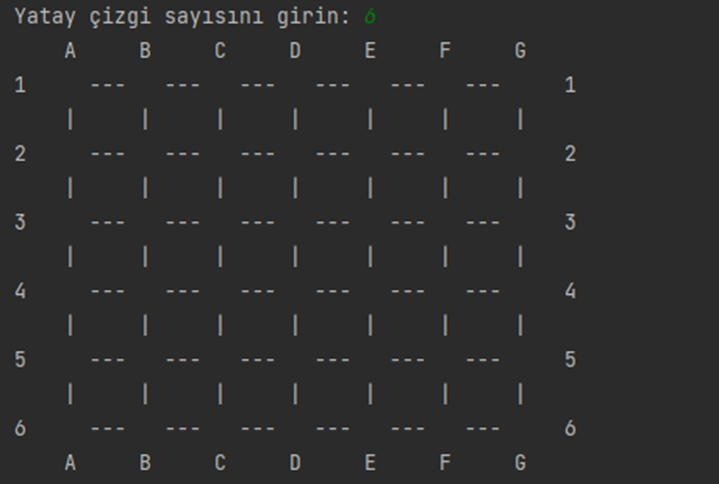 Yatay çizgi sayısını girin: 6
    A     B     C     D     E     F     G
1     ---   ---   ---   ---   ---   ---     1
    |     |     |     |     |     |     |
2     ---   ---   ---   ---   ---   ---     2
    |     |     |     |     |     |     |
3     ---   ---   ---   ---   ---   ---     3
    |     |     |     |     |     |     |
4     ---   ---   ---   ---   ---   ---     4
    |     |     |     |     |     |     |
5     ---   ---   ---   ---   ---   ---     5
    |     |     |     |     |     |     |
6     ---   ---   ---   ---   ---   ---     6
    A     B     C     D     E     F     G